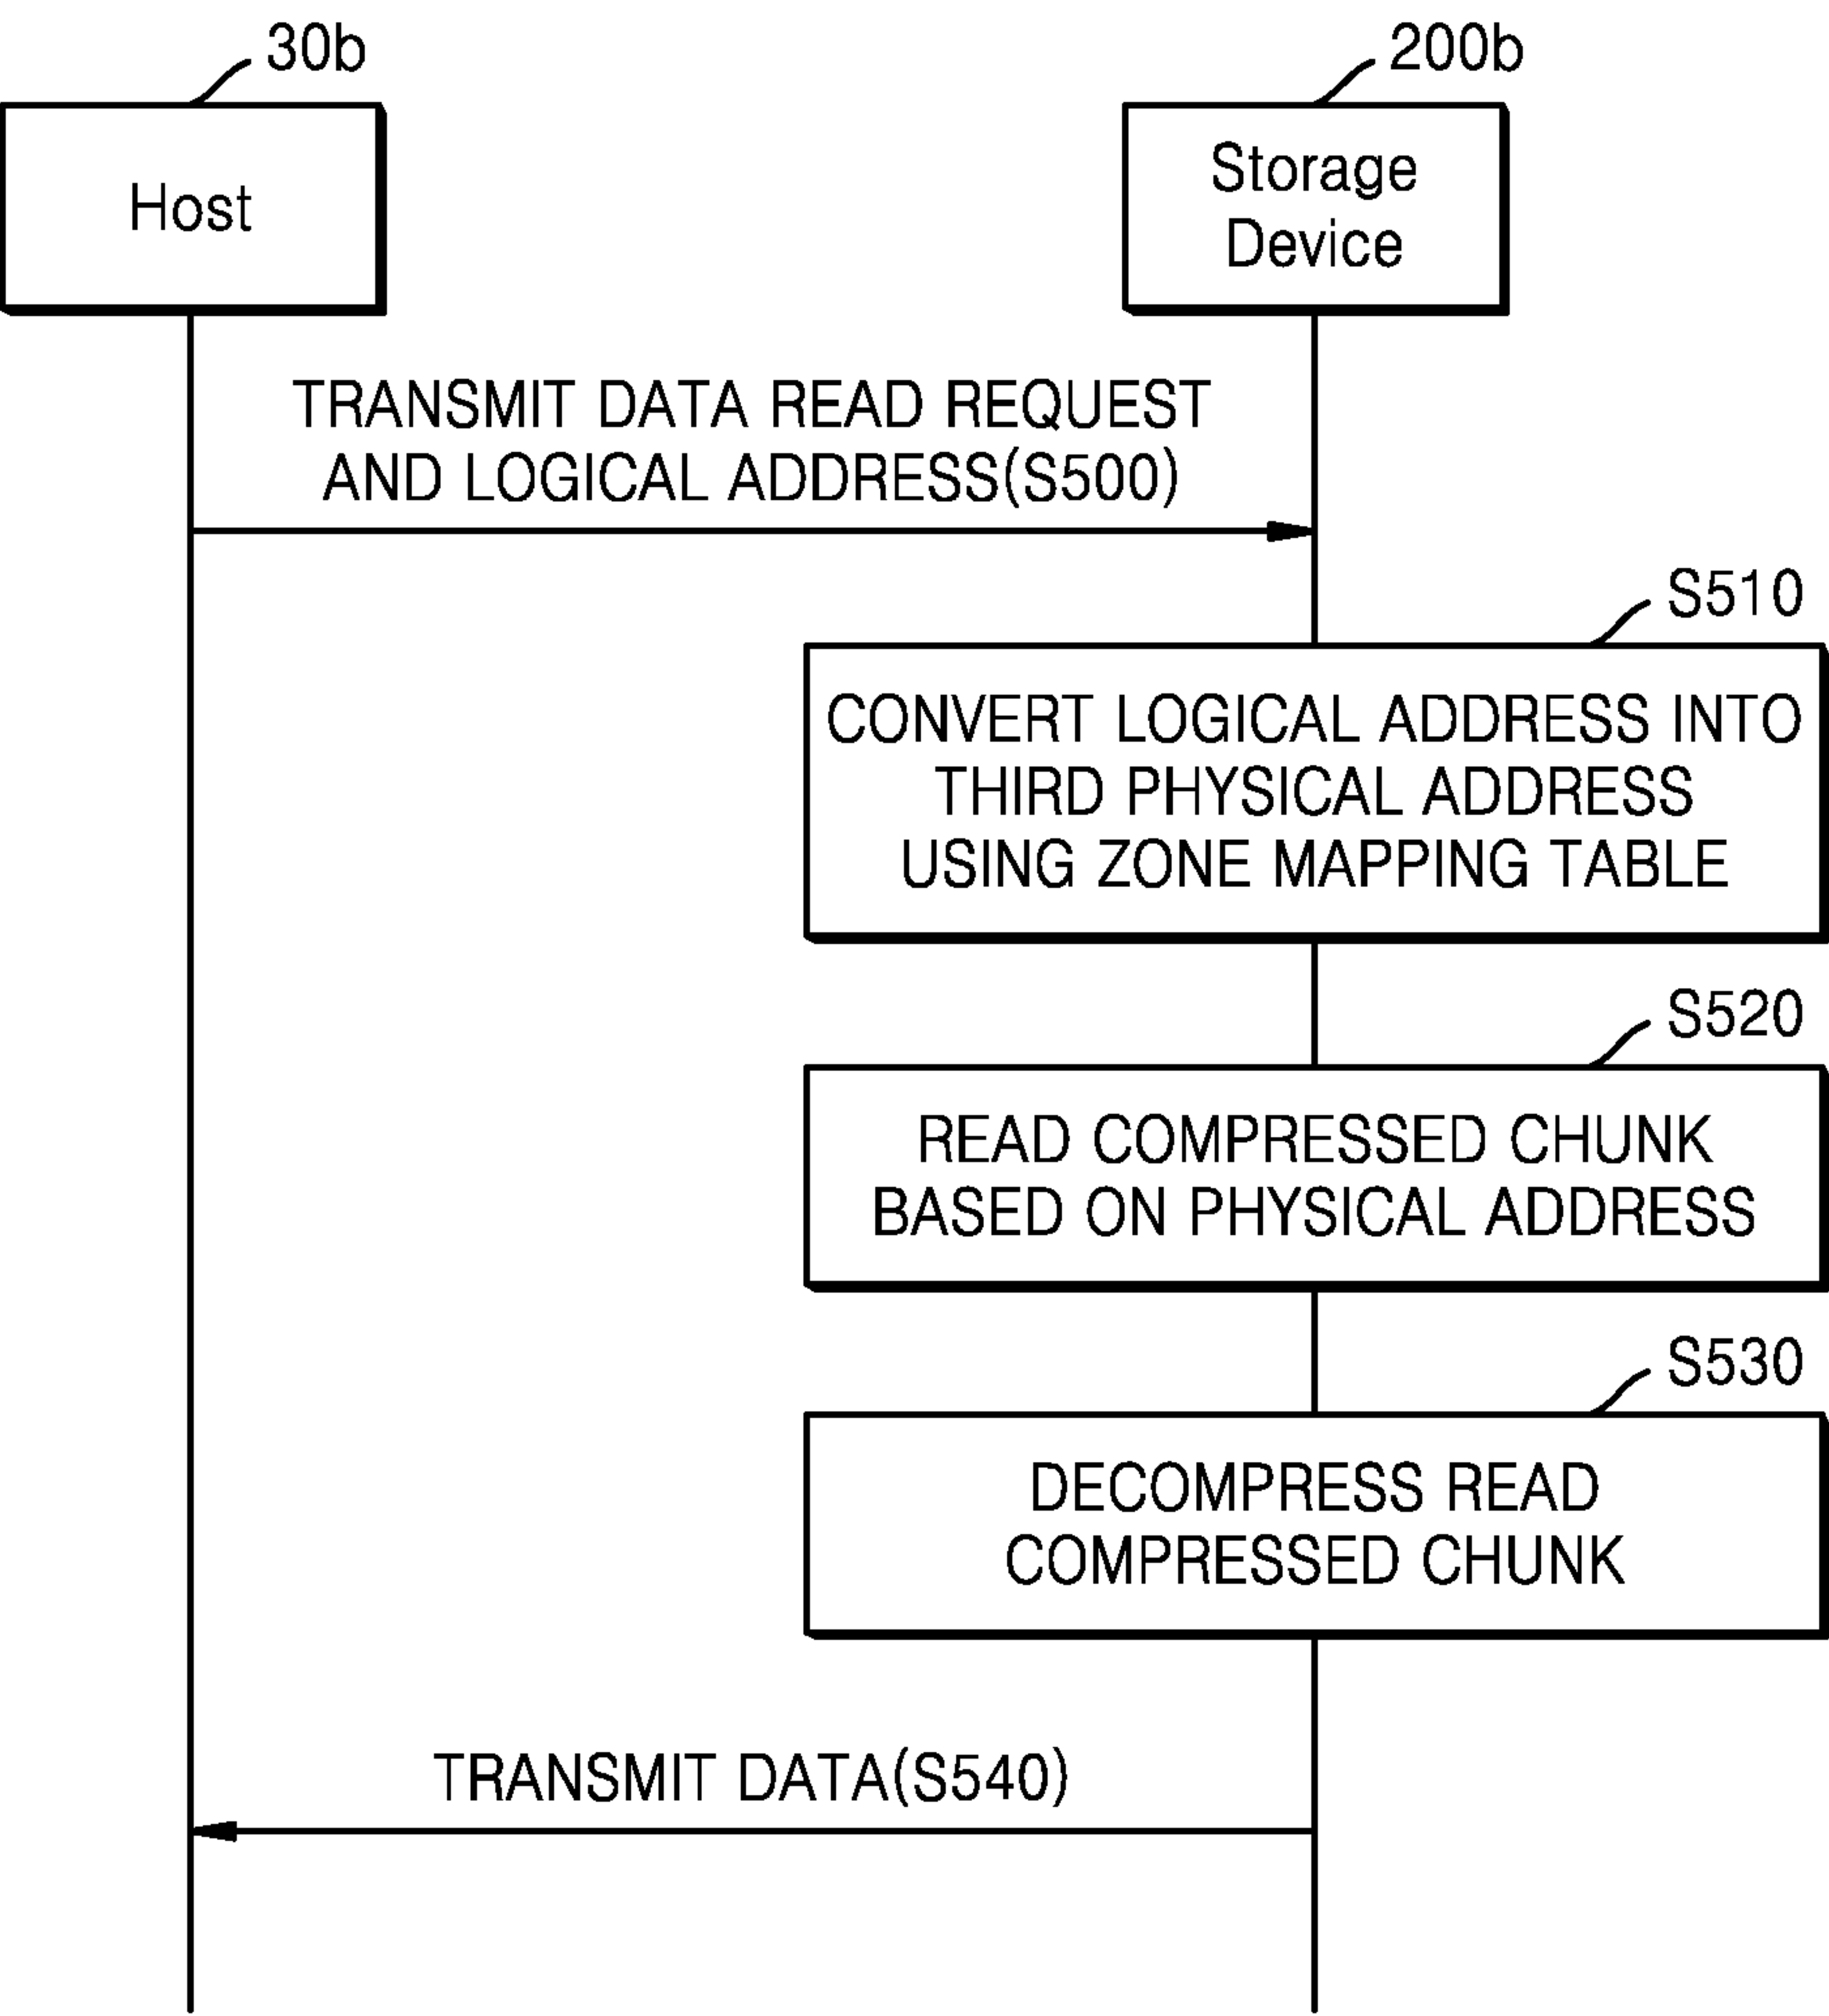 30b
200b
Host
Storage
Device
TRANSMIT DATA READ REQUEST
AND LOGICAL ADDRESS(S500)
S510
CONVERT LOGICAL ADDRESS INTO
THIRD PHYSICAL ADDRESS
USING ZONE MAPPING TABLE
S520
READ COMPRESSED CHUNK
BASED ON PHYSICAL ADDRESS
S530
DECOMPRESS READ
COMPRESSED CHUNK
TRANSMIT DATA(S540)